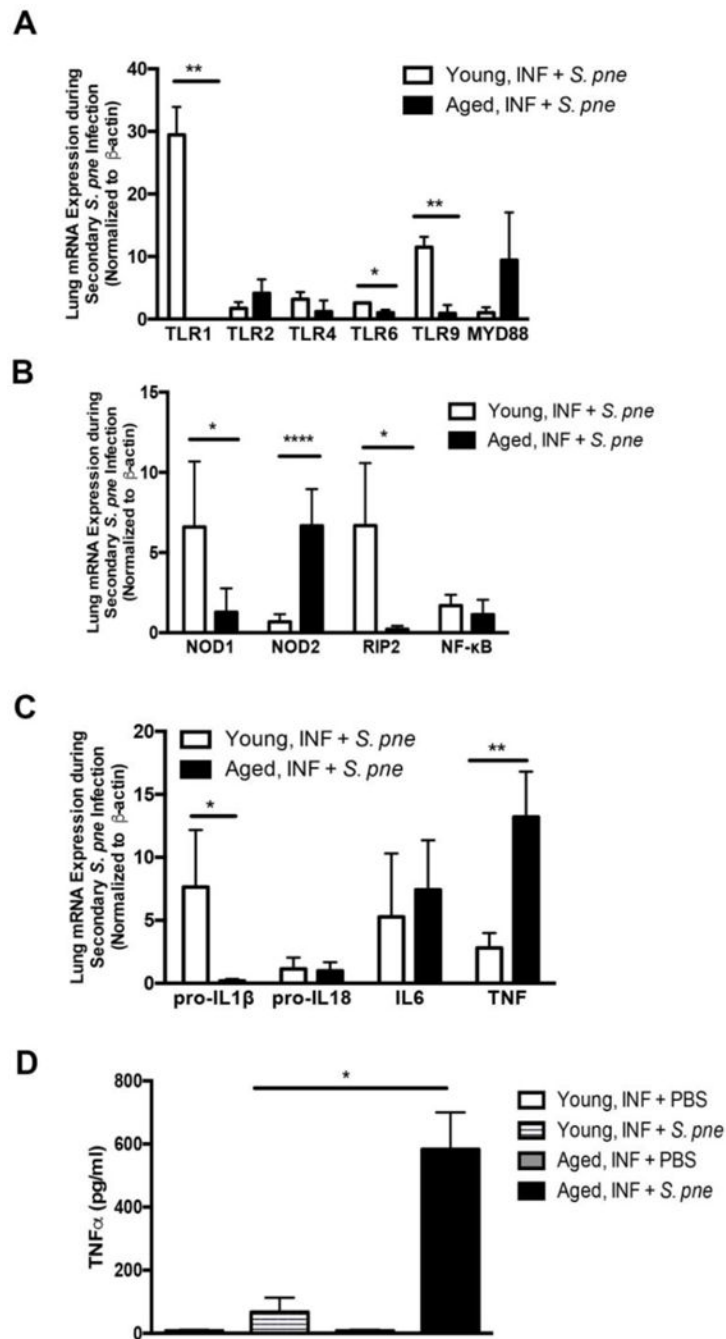 A
Lung mRNA Expression during
Secondary S. pne Infection
(Normalized to β-actin)
40
30
20
10
0
**
*
**
Young, INF + S. pne
Aged, INF + S. pne
TLR1 TLR2 TLR4 TLR6 TLR9 MYD88
B
Lung mRNA Expression during
Secondary S. pne Infection
(Normalized to β-actin)
15
10
5
0
*
****
*
Young, INF + S. pne
Aged, INF + S. pne
NOD1 NOD2 RIP2 NF-κB
C
Lung mRNA Expression during
Secondary S. pne Infection
(Normalized to β-actin)
20
15
10
5
0
Young, INF + S. pne
Aged, INF + S. pne
*
**
pro-IL1β pro-IL18 IL6 TNF
D
TNFα (pg/ml)
800
600
400
200
0
*
Young, INF + PBS
Young, INF + S. pne
Aged, INF + PBS
Aged, INF + S. pne